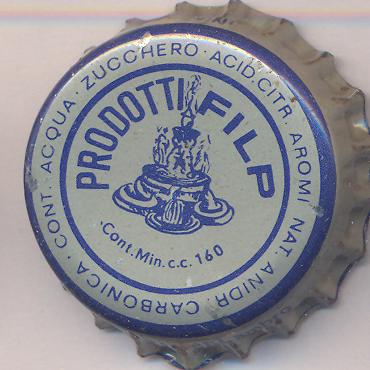 CONT. ACQUA · ZUCCHERO · ACID. CITR. AROMI NAT. ANIDR. CARBONICA ·
PRODOTTI FILP
Cont. Min. c.c. 160